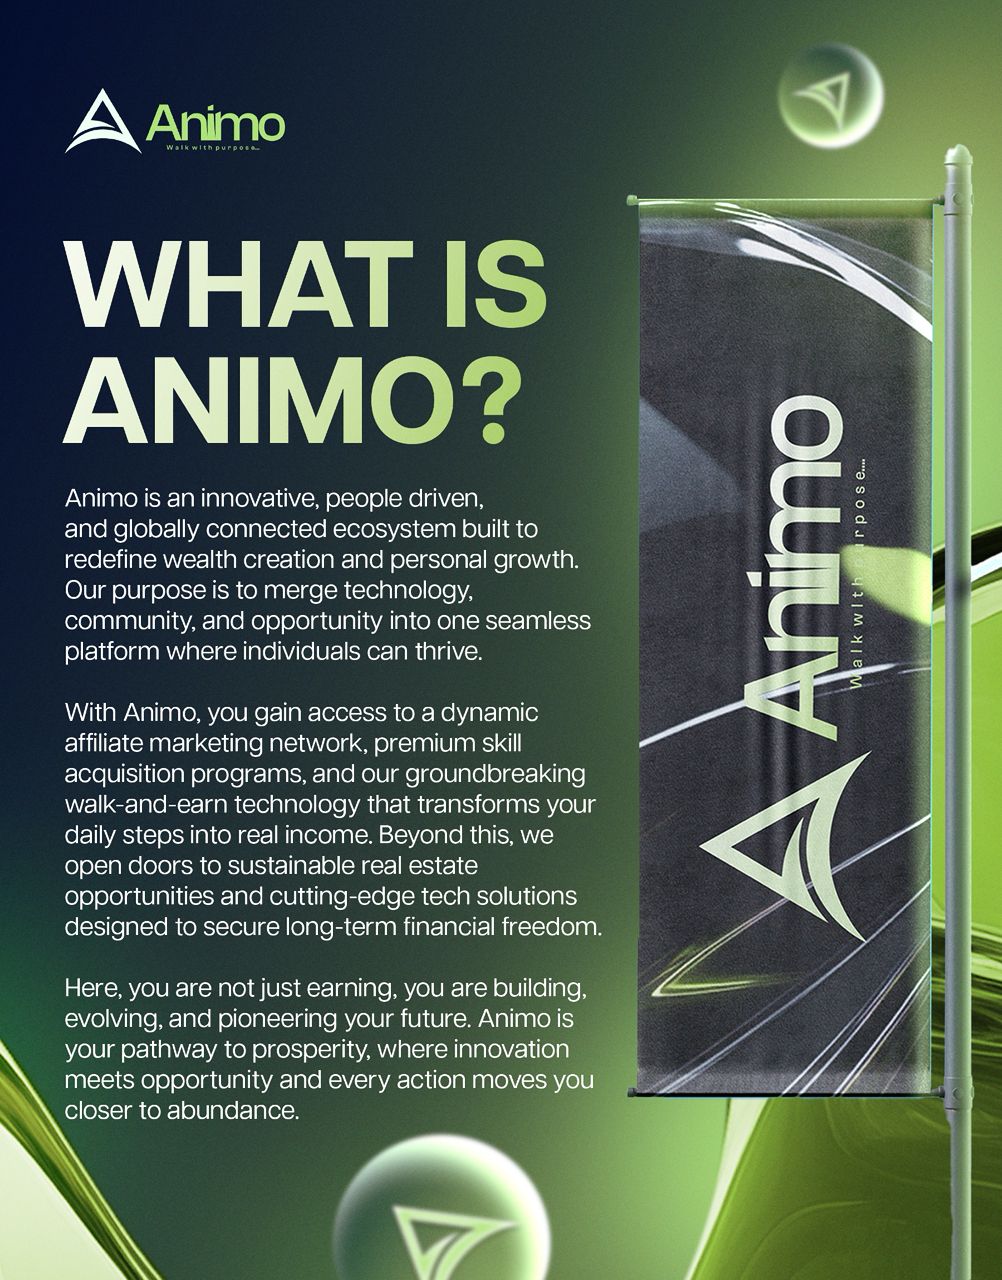 Animo
Walk with purpose...
WHAT IS
ANIMO?
Animo is an innovative, people driven,
and globally connected ecosystem built to
redefine wealth creation and personal growth.
Our purpose is to merge technology,
community, and opportunity into one seamless
platform where individuals can thrive.
With Animo, you gain access to a dynamic
affiliate marketing network, premium skill
acquisition programs, and our groundbreaking
walk-and-earn technology that transforms your
daily steps into real income. Beyond this, we
open doors to sustainable real estate
opportunities and cutting-edge tech solutions
designed to secure long-term financial freedom.
Here, you are not just earning, you are building,
evolving, and pioneering your future. Animo is
your pathway to prosperity, where innovation
meets opportunity and every action moves you
closer to abundance.
Animo
Walk with purpose....